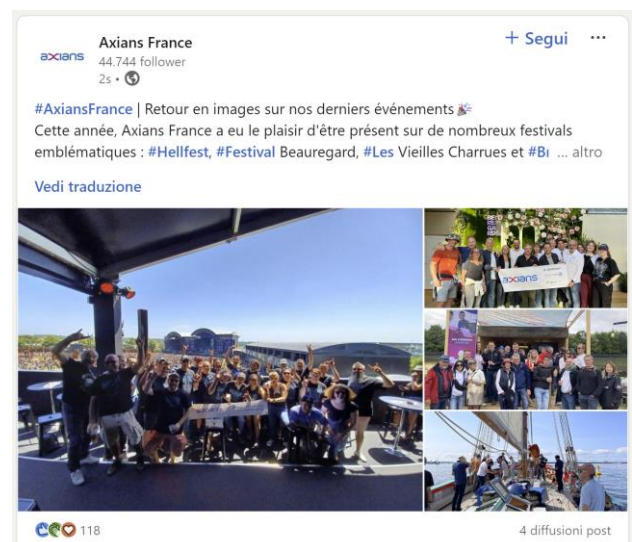 axians
Axians France
44.744 follower
2s •
+ Segui
#AxiansFrance | Retour en images sur nos derniers événements 🎉
Cette année, Axians France a eu le plaisir d'être présent sur de nombreux festivals
emblématiques : #Hellfest, #Festival Beauregard, #Les Vieilles Charrues et #Br … altro
Vedi traduzione
axians
118
4 diffusioni post